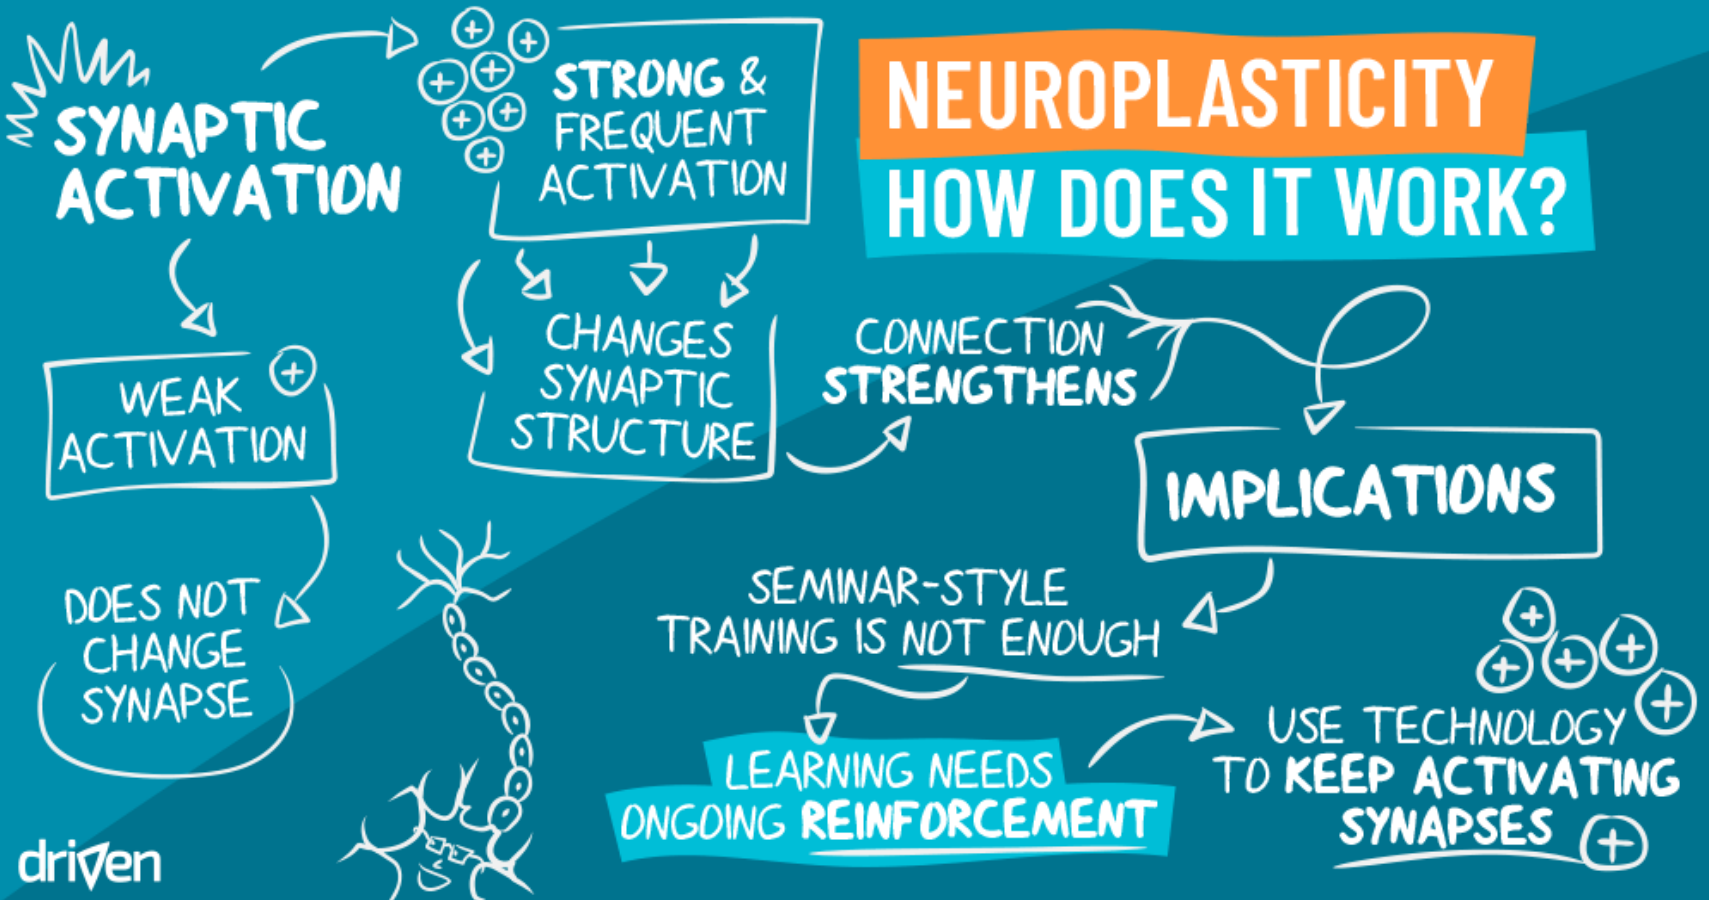 NEUROPLASTICITY
HOW DOES IT WORK?
SYNAPTIC
ACTIVATION
STRONG &
FREQUENT
ACTIVATION
WEAK
ACTIVATION
DOES NOT
CHANGE
SYNAPSE
CHANGES
SYNAPTIC
STRUCTURE
CONNECTION
STRENGTHENS
IMPLICATIONS
SEMINAR-STYLE
TRAINING IS NOT ENOUGH
LEARNING NEEDS
ONGOING REINFORCEMENT
USE TECHNOLOGY
TO KEEP ACTIVATING
SYNAPSES
driven